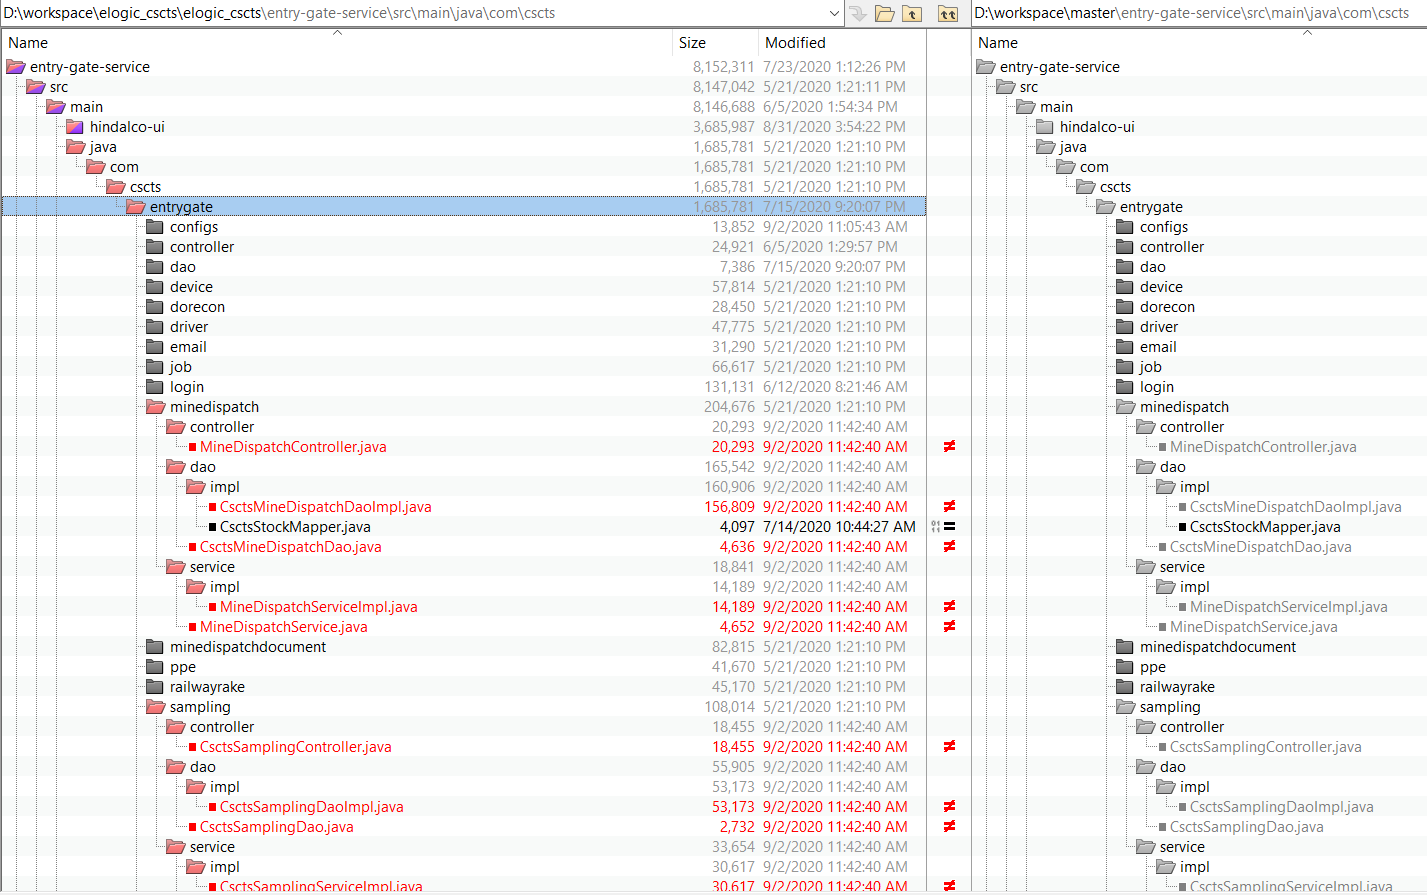 D:\workspace\elogic_cscts\elogic_cscts\entry-gate-service\src\main\java\com\cscts D:\workspace\master\entry-gate-service\src\main\java\com\cscts
Name Size Modified Name
entry-gate-service 8,152,311 7/23/2020 1:12:26 PM entry-gate-service
src 8,147,042 5/21/2020 1:21:11 PM src
main 8,146,688 6/5/2020 1:54:34 PM main
hindalco-ui 3,685,987 8/31/2020 3:54:22 PM hindalco-ui
java 1,685,781 5/21/2020 1:21:10 PM java
com 1,685,781 5/21/2020 1:21:10 PM com
cscts 1,685,781 5/21/2020 1:21:10 PM cscts
entrygate 1,685,781 7/15/2020 9:20:07 PM entrygate
configs 13,852 9/2/2020 11:05:43 AM configs
controller 24,921 6/5/2020 1:29:57 PM controller
dao 7,386 7/15/2020 9:20:07 PM dao
device 57,814 5/21/2020 1:21:10 PM device
dorecon 28,450 5/21/2020 1:21:10 PM dorecon
driver 47,775 5/21/2020 1:21:10 PM driver
email 31,290 5/21/2020 1:21:10 PM email
job 66,617 5/21/2020 1:21:10 PM job
login 131,131 6/12/2020 8:21:46 AM login
minedispatch 204,676 5/21/2020 1:21:10 PM minedispatch
controller 20,293 9/2/2020 11:42:40 AM controller
MineDispatchController.java 20,293 9/2/2020 11:42:40 AM ≠ MineDispatchController.java
dao 165,542 9/2/2020 11:42:40 AM dao
impl 160,906 9/2/2020 11:42:40 AM impl
CsctsMineDispatchDaoImpl.java 156,809 9/2/2020 11:42:40 AM ≠ CsctsMineDispatchDaoImpl.java
CsctsStockMapper.java 4,097 7/14/2020 10:44:27 AM = CsctsStockMapper.java
CsctsMineDispatchDao.java 4,636 9/2/2020 11:42:40 AM ≠ CsctsMineDispatchDao.java
service 18,841 9/2/2020 11:42:40 AM service
impl 14,189 9/2/2020 11:42:40 AM impl
MineDispatchServiceImpl.java 14,189 9/2/2020 11:42:40 AM ≠ MineDispatchServiceImpl.java
MineDispatchService.java 4,652 9/2/2020 11:42:40 AM ≠ MineDispatchService.java
minedispatchdocument 82,815 5/21/2020 1:21:10 PM minedispatchdocument
ppe 41,670 5/21/2020 1:21:10 PM ppe
railwayrake 45,170 5/21/2020 1:21:10 PM railwayrake
sampling 108,014 5/21/2020 1:21:10 PM sampling
controller 18,455 9/2/2020 11:42:40 AM controller
CsctsSamplingController.java 18,455 9/2/2020 11:42:40 AM ≠ CsctsSamplingController.java
dao 55,905 9/2/2020 11:42:40 AM dao
impl 53,173 9/2/2020 11:42:40 AM impl
CsctsSamplingDaoImpl.java 53,173 9/2/2020 11:42:40 AM ≠ CsctsSamplingDaoImpl.java
CsctsSamplingDao.java 2,732 9/2/2020 11:42:40 AM ≠ CsctsSamplingDao.java
service 33,654 9/2/2020 11:42:40 AM service
impl 30,617 9/2/2020 11:42:40 AM impl
CsctsSamplingServiceImpl.java 30,617 9/2/2020 11:42:40 AM ≠ CsctsSamplingServiceImpl.java